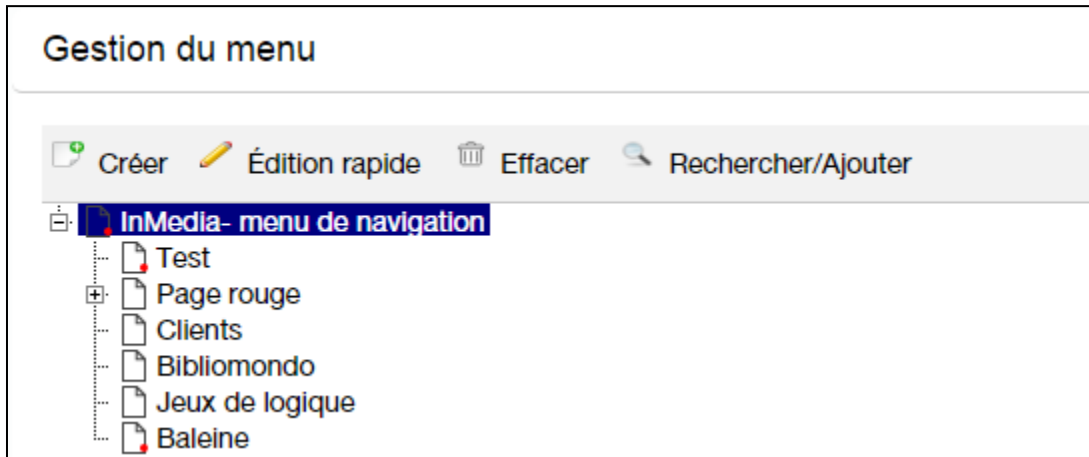 Gestion du menu
Créer Édition rapide Effacer Rechercher/Ajouter
InMedia- menu de navigation
Test
Page rouge
Clients
Bibliomondo
Jeux de logique
Baleine